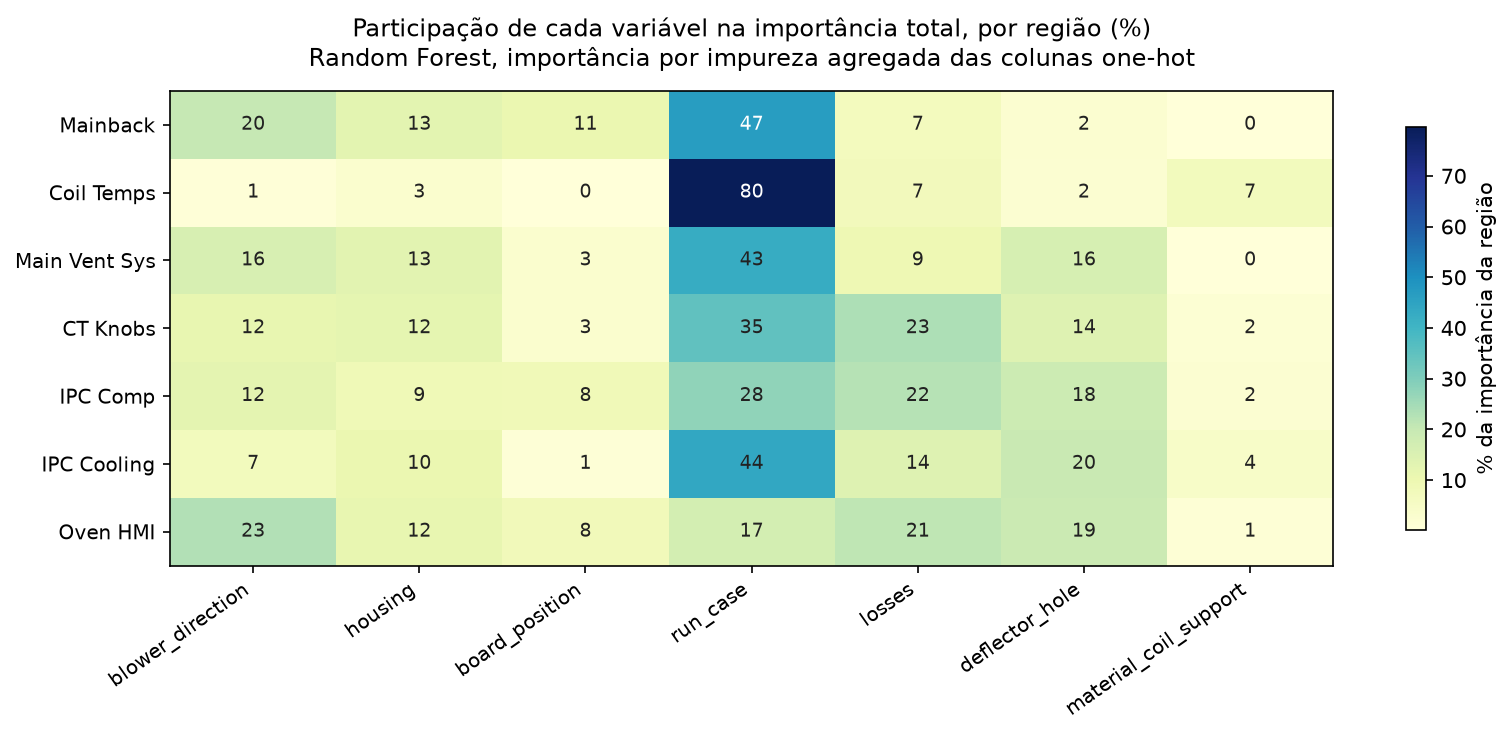 Participação de cada variável na importância total, por região (%)
Random Forest, importância por impureza agregada das colunas one-hot
Mainback 20 13 11 47 7 2 0
Coil Temps 1 3 0 80 7 2 7
Main Vent Sys 16 13 3 43 9 16 0
CT Knobs 12 12 3 35 23 14 2
IPC Comp 12 9 8 28 22 18 2
IPC Cooling 7 10 1 44 14 20 4
Oven HMI 23 12 8 17 21 19 1
blower_direction housing board_position run_case losses deflector_hole material_coil_support
70
60
50
40
30
20
10
% da importância da região